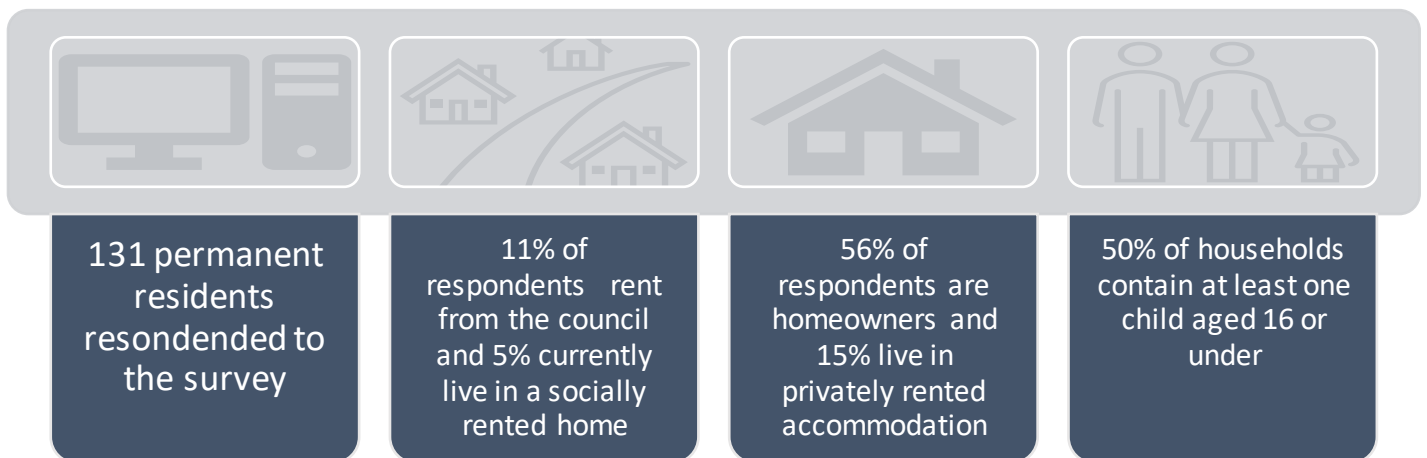 131 permanent
residents
resondended to
the survey
11% of
respondents rent
from the council
and 5% currently
live in a socially
rented home
56% of
respondents are
homeowners and
15% live in
privately rented
accommodation
50% of households
contain at least one
child aged 16 or
under